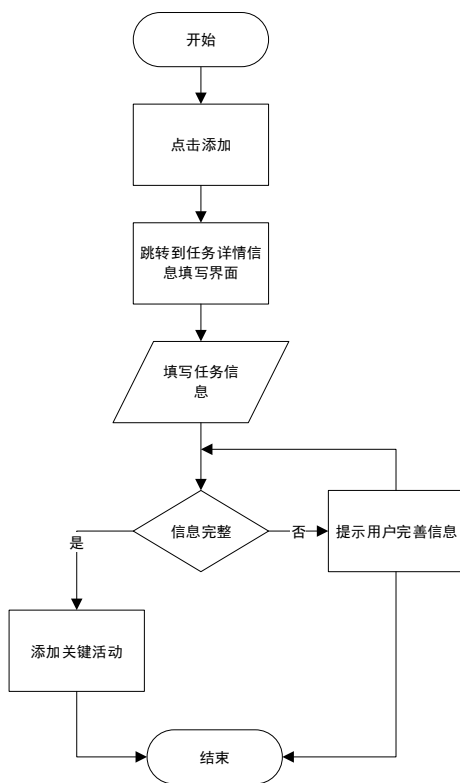 开始
点击添加
跳转到任务详情信
息填写界面
填写任务信
息
信息完整
否
提示用户完善信息
是
添加关键活动
结束